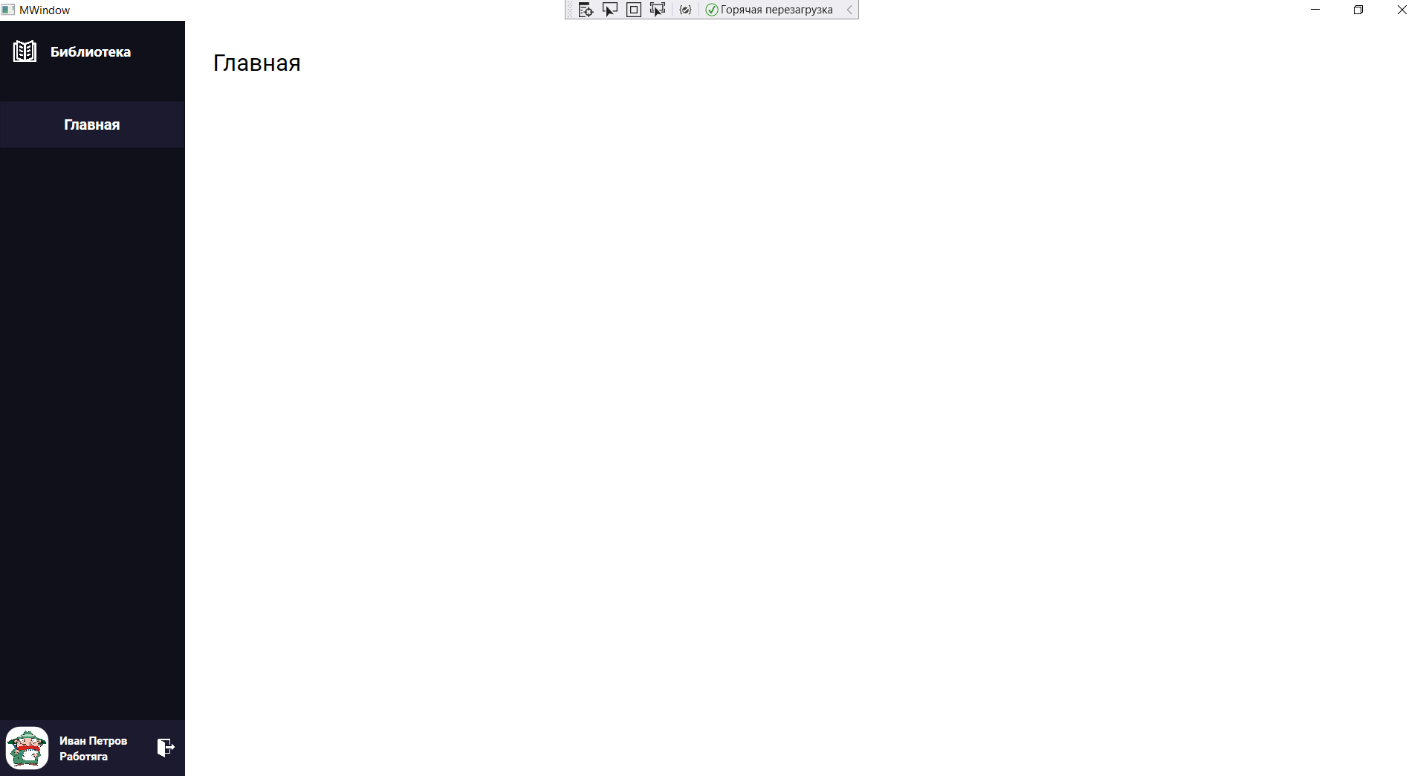 MWindow
Горячая перезагрузка
Библиотека
Главная
Главная
Иван Петров
Работяга